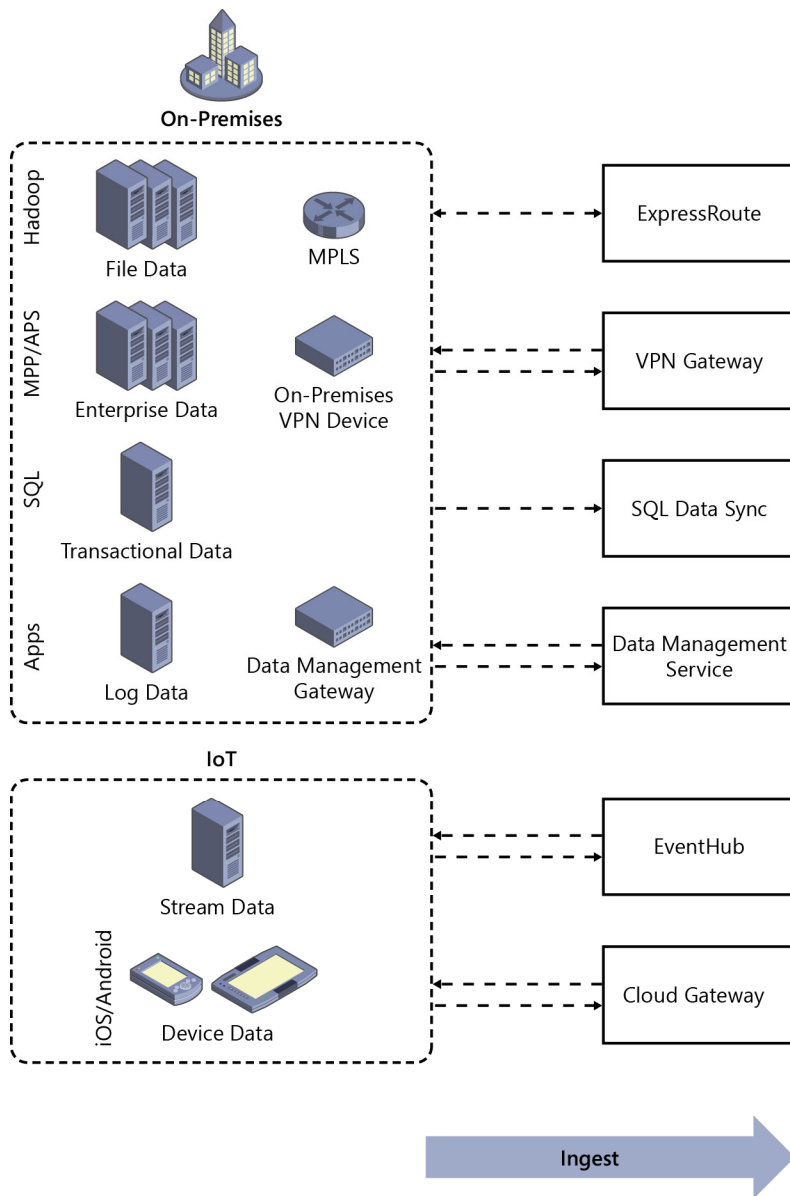 On-Premises
Hadoop
File Data
MPLS
ExpressRoute
MPP/APS
Enterprise Data
On-Premises
VPN Device
VPN Gateway
SQL
Transactional Data
SQL Data Sync
Apps
Log Data
Data Management
Gateway
Data Management
Service
IoT
Stream Data
EventHub
iOS/Android
Device Data
Cloud Gateway
Ingest